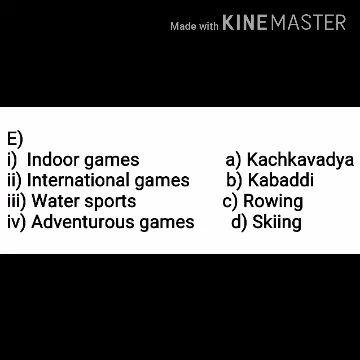 Made with KINEMASTER
E)
i) Indoor games a) Kachkavadya
ii) International games b) Kabaddi
iii) Water sports c) Rowing
iv) Adventurous games d) Skiing